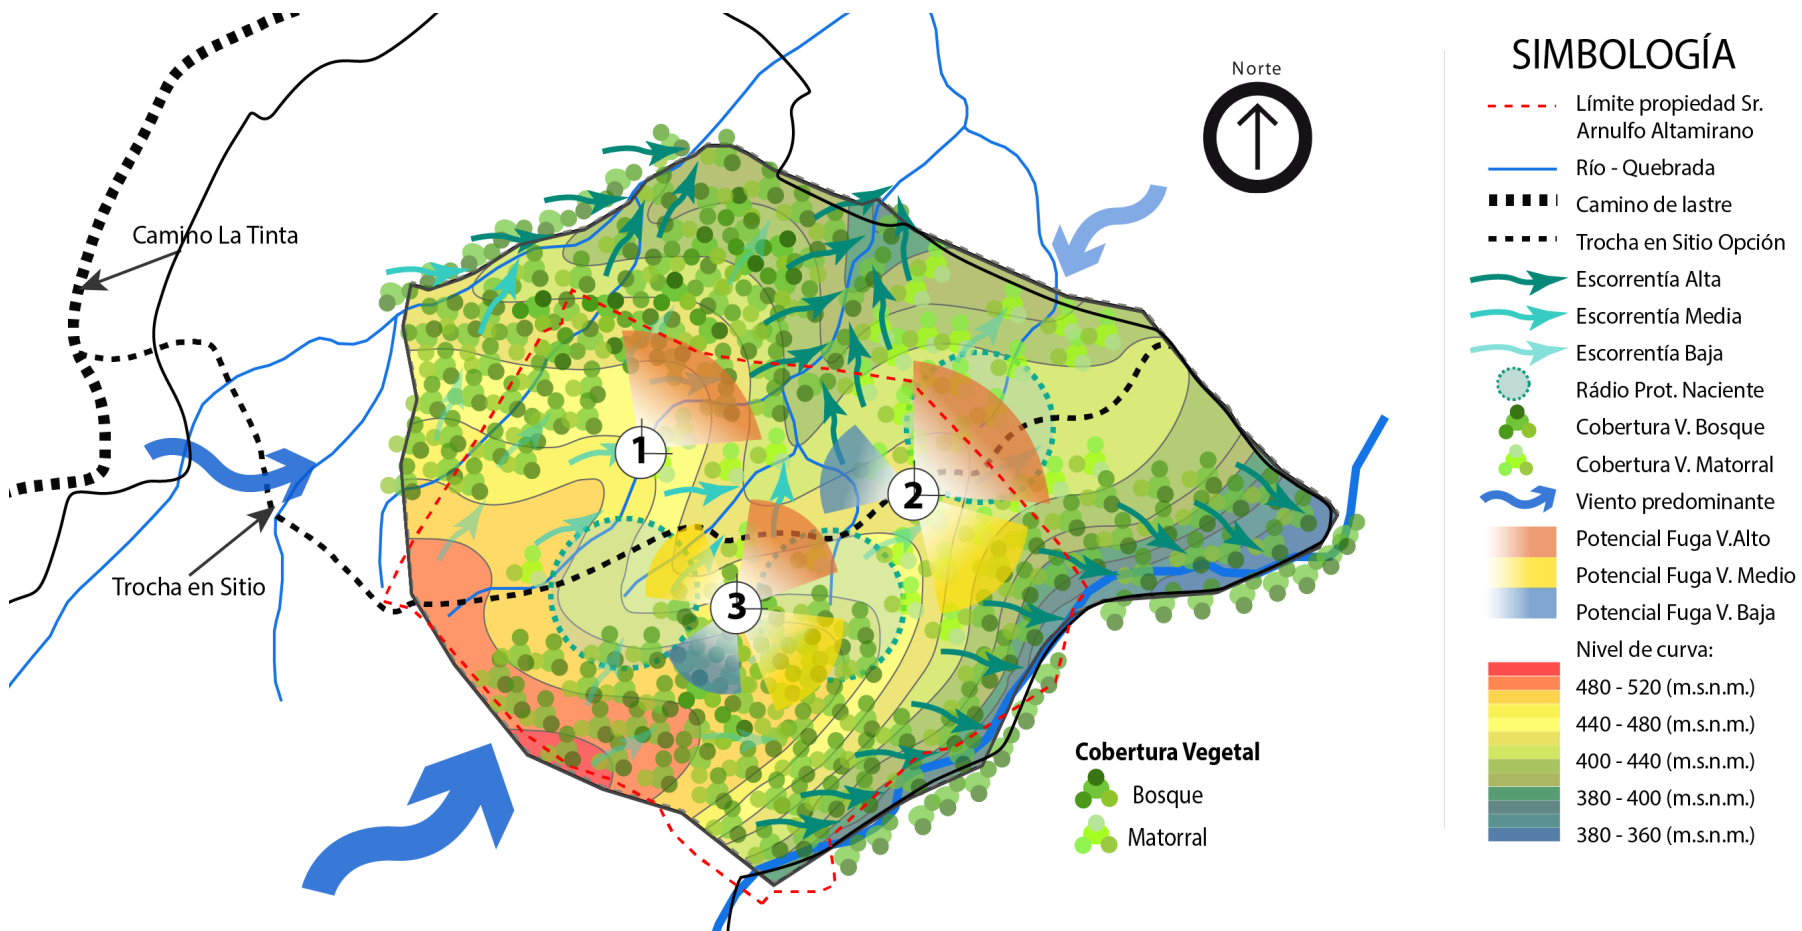 Norte
Camino La Tinta
Trocha en Sitio
1
2
3
Cobertura Vegetal
Bosque
Matorral
SIMBOLOGÍA
Límite propiedad Sr.
Arnulfo Altamirano
Río - Quebrada
Camino de lastre
Trocha en Sitio Opción
Escorrentía Alta
Escorrentía Media
Escorrentía Baja
Rádio Prot. Naciente
Cobertura V. Bosque
Cobertura V. Matorral
Viento predominante
Potencial Fuga V.Alto
Potencial Fuga V. Medio
Potencial Fuga V. Baja
Nivel de curva:
480 - 520 (m.s.n.m.)
440 - 480 (m.s.n.m.)
400 - 440 (m.s.n.m.)
380 - 400 (m.s.n.m.)
380 - 360 (m.s.n.m.)